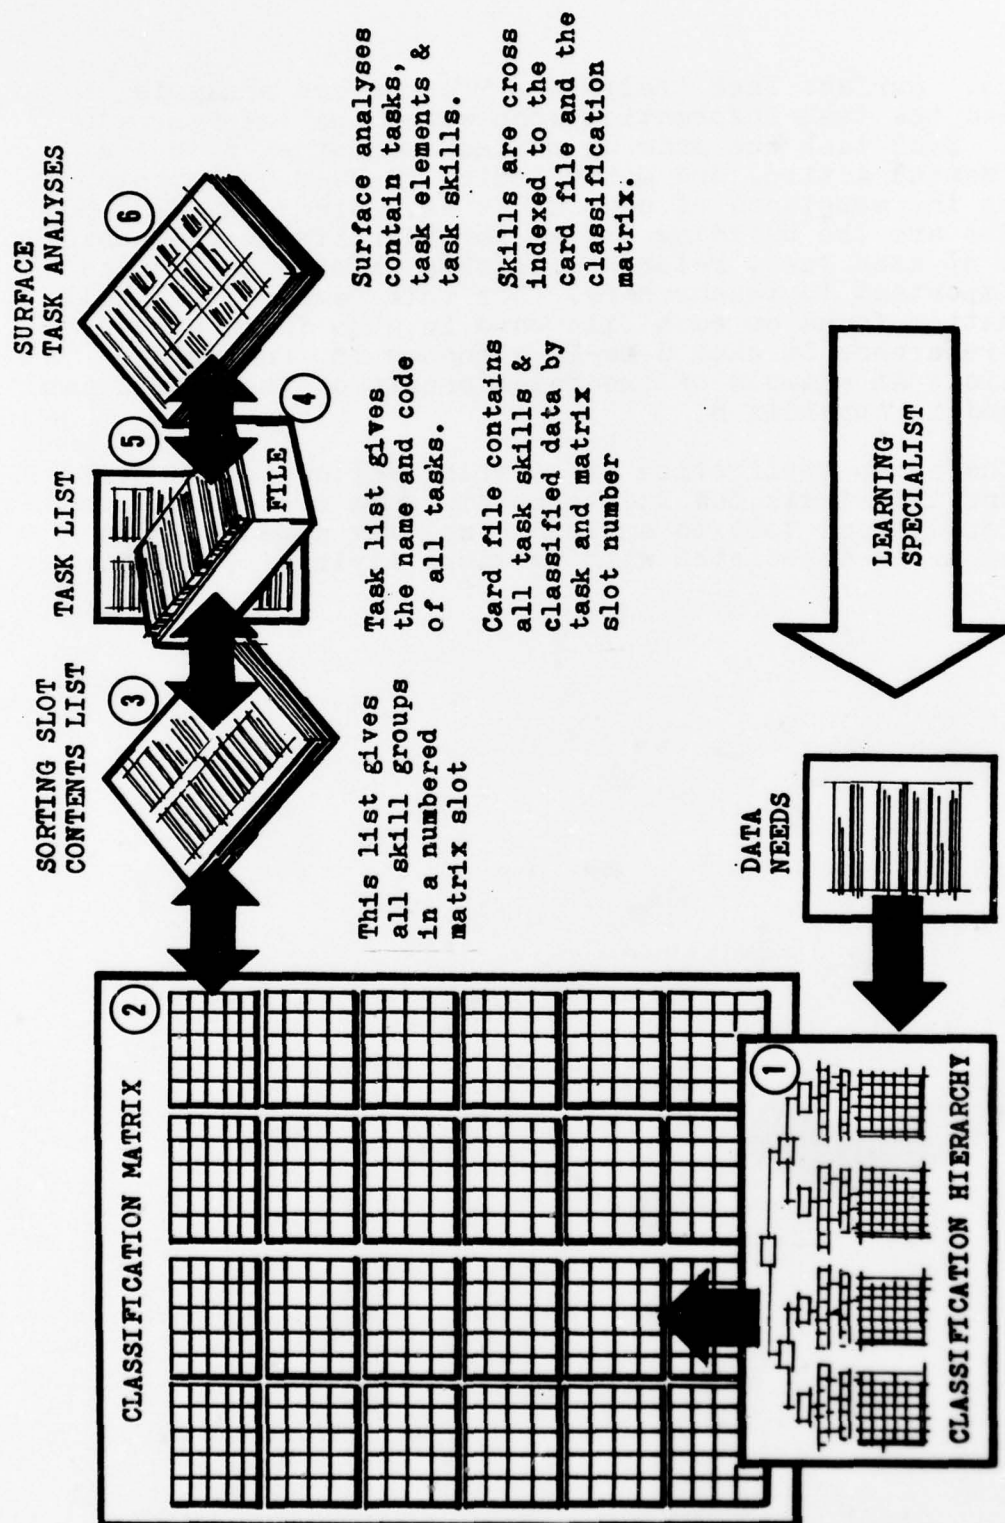 CLASSIFICATION MATRIX
2
SORTING SLOT
CONTENTS LIST
3
This list gives
all skill groups
in a numbered
matrix slot
TASK LIST
5
FILE
4
Task list gives
the name and code
of all tasks.
Card file contains
all task skills &
classified data by
task and matrix
slot number
SURFACE
TASK ANALYSES
6
Surface analyses
contain tasks,
task elements &
task skills.
Skills are cross
indexed to the
card file and the
classification
matrix.
1
CLASSIFICATION HIERARCHY
DATA
NEEDS
LEARNING
SPECIALIST